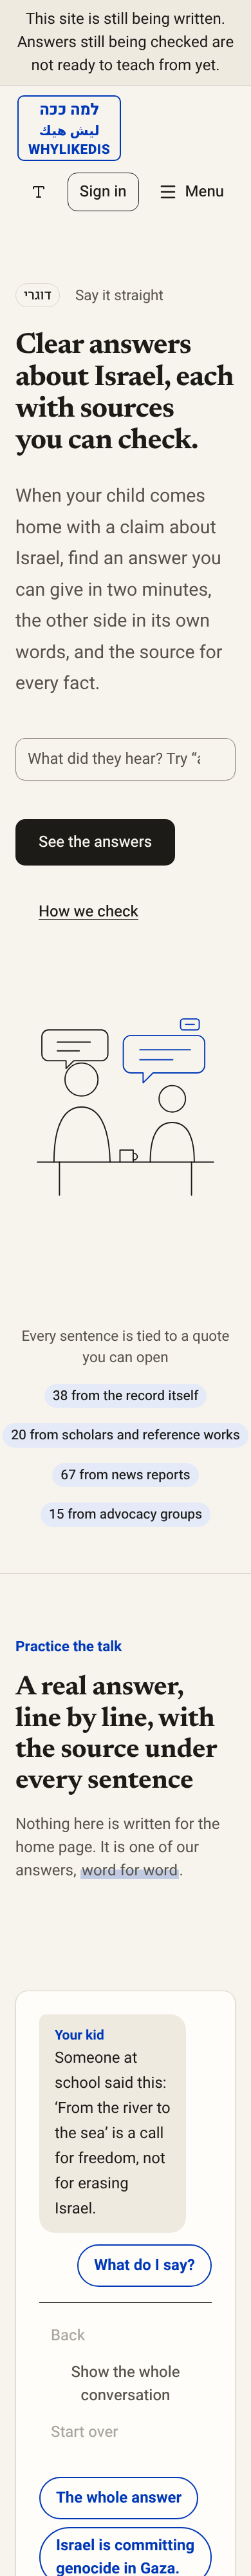 This site is still being written.
Answers still being checked are
not ready to teach from yet.
למה ככה
ليش هيك
WHYLIKEDIS
T
Sign in
Menu
דוגרי
Say it straight
Clear answers
about Israel, each
with sources
you can check.
When your child comes
home with a claim about
Israel, find an answer you
can give in two minutes,
the other side in its own
words, and the source for
every fact.
What did they hear? Try “a
See the answers
How we check
Every sentence is tied to a quote
you can open
38 from the record itself
20 from scholars and reference works
67 from news reports
15 from advocacy groups
Practice the talk
A real answer,
line by line, with
the source under
every sentence
Nothing here is written for the
home page. It is one of our
answers, word for word.
Your kid
Someone at
school said this:
‘From the river to
the sea’ is a call
for freedom, not
for erasing
Israel.
What do I say?
Back
Show the whole
conversation
Start over
The whole answer
Israel is committing
genocide in Gaza.